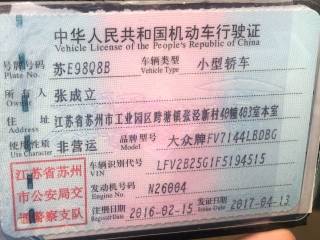 中华人民共和国机动车行驶证
Vehicle License of the People's Republic of China
号牌号码 苏E98Q8B 车辆类型 小型轿车
Plate No. Vehicle Type
所有人 张成立
Owner
住址 江苏省苏州市工业园区跨塘镇张泾新村49幢403室本室
Address
使用性质 非营运 品牌型号 大众牌FV7144LBDBG
Use Character Model
江苏省苏州市公安局交通警察支队
车辆识别代号 LFV2B25G1F5194515
VIN
发动机号码 N26004
Engine No.
注册日期 2016-02-15 发证日期 2017-04-13
Register Date Issue Date